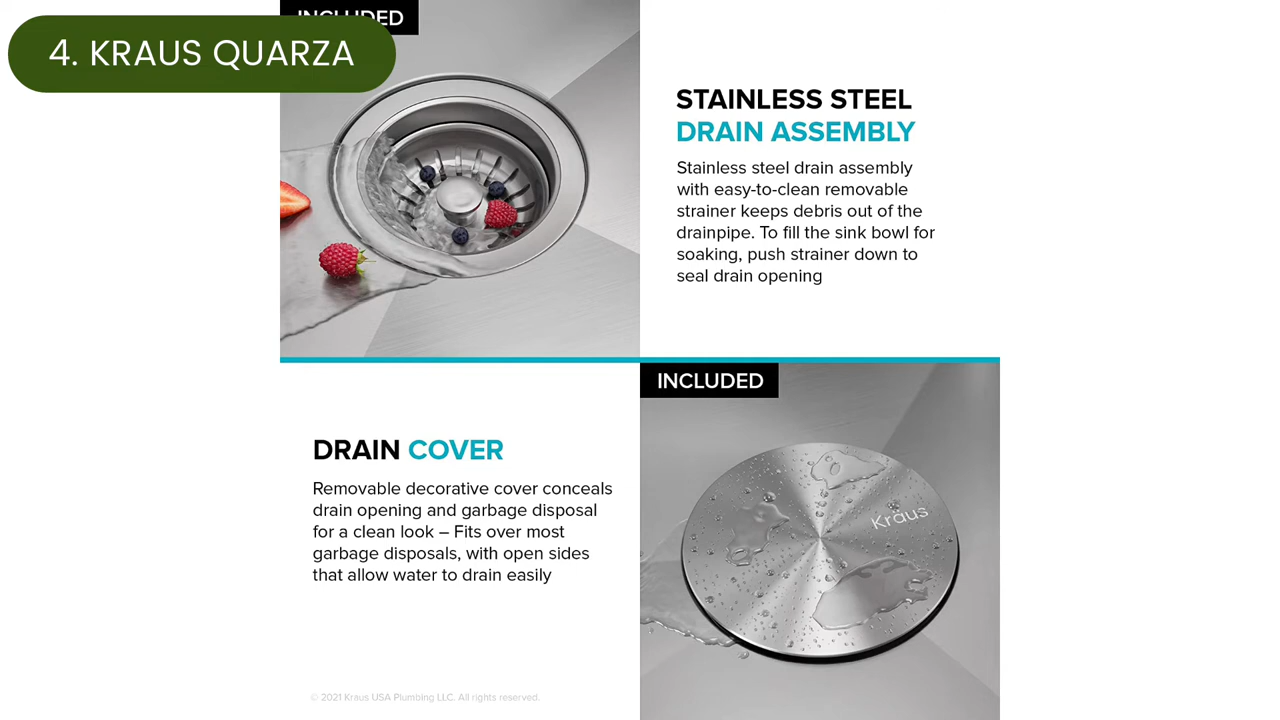 INCLUDED
4. KRAUS QUARZA
STAINLESS STEEL
DRAIN ASSEMBLY
Stainless steel drain assembly
with easy-to-clean removable
strainer keeps debris out of the
drainpipe. To fill the sink bowl for
soaking, push strainer down to
seal drain opening
INCLUDED
DRAIN COVER
Removable decorative cover conceals
drain opening and garbage disposal
for a clean look – Fits over most
garbage disposals, with open sides
that allow water to drain easily
Kraus
© 2021 Kraus USA Plumbing LLC. All rights reserved.